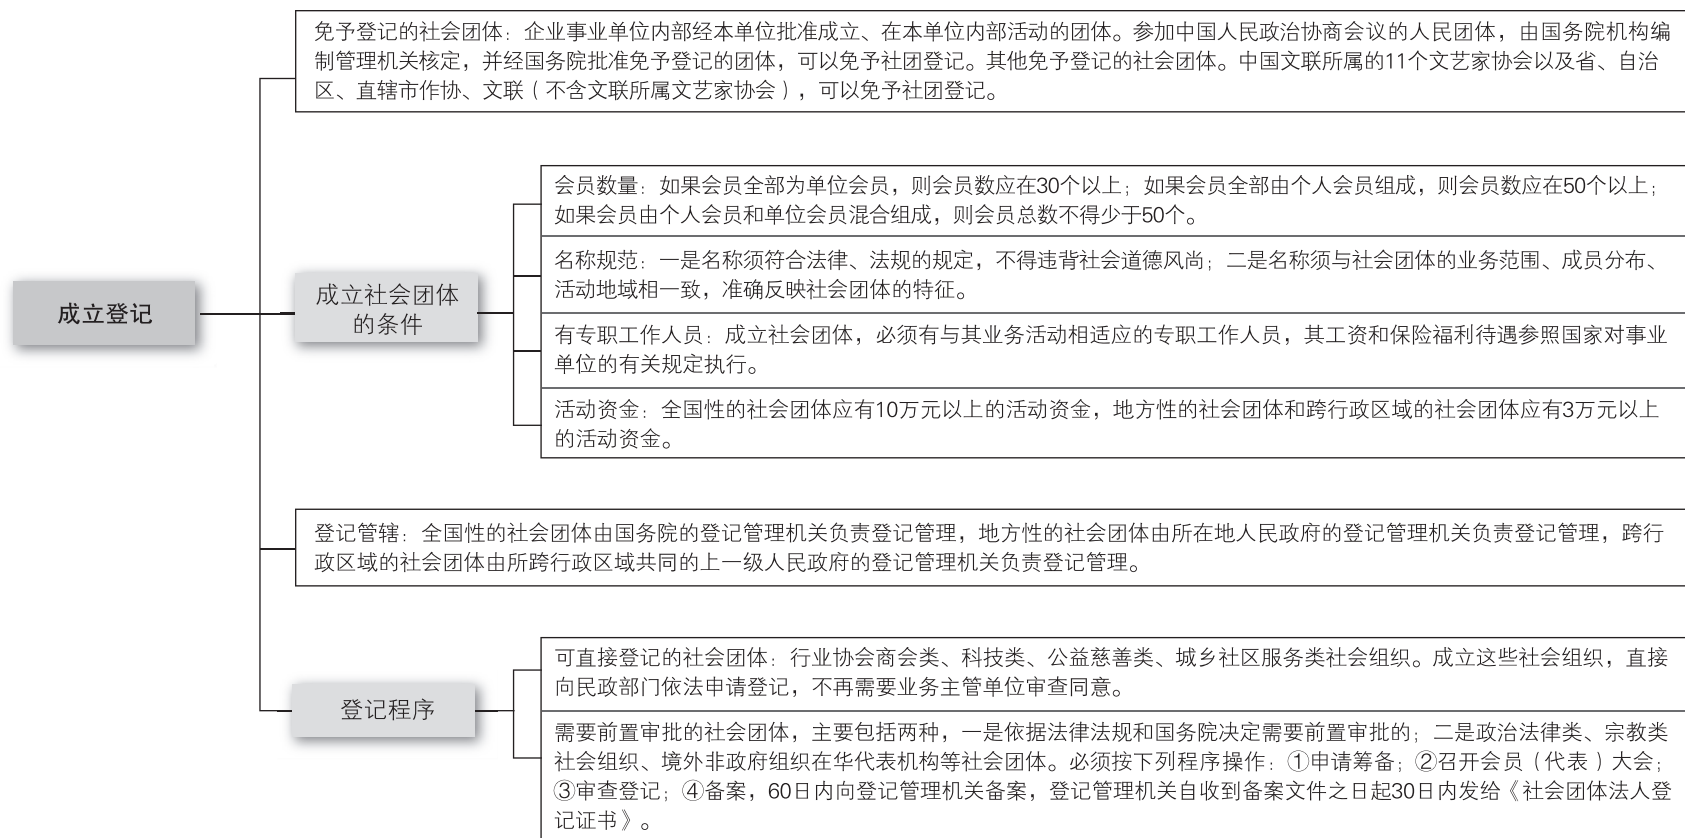 免予登记的社会团体：企业事业单位内部经本单位批准成立、在本单位内部活动的团体。参加中国人民政治协商会议的人民团体，由国务院机构编
制管理机关核定，并经国务院批准免予登记的团体，可以免予社团登记。其他免予登记的社会团体。中国文联所属的11个文艺家协会以及省、自治
区、直辖市作协、文联（不含文联所属文艺家协会），可以免予社团登记。
成立登记
成立社会团体
的条件
会员数量：如果会员全部为单位会员，则会员数应在30个以上；如果会员全部由个人会员组成，则会员数应在50个以上；
如果会员由个人会员和单位会员混合组成，则会员总数不得少于50个。
名称规范：一是名称须符合法律、法规的规定，不得违背社会道德风尚；二是名称须与社会团体的业务范围、成员分布、
活动地域相一致，准确反映社会团体的特征。
有专职工作人员：成立社会团体，必须有与其业务活动相适应的专职工作人员，其工资和保险福利待遇参照国家对事业
单位的有关规定执行。
活动资金：全国性的社会团体应有10万元以上的活动资金，地方性的社会团体和跨行政区域的社会团体应有3万元以上
的活动资金。
登记管辖：全国性的社会团体由国务院的登记管理机关负责登记管理，地方性的社会团体由所在地人民政府的登记管理机关负责登记管理，跨行
政区域的社会团体由所跨行政区域共同的上一级人民政府的登记管理机关负责登记管理。
登记程序
可直接登记的社会团体：行业协会商会类、科技类、公益慈善类、城乡社区服务类社会组织。成立这些社会组织，直接
向民政部门依法申请登记，不再需要业务主管单位审查同意。
需要前置审批的社会团体，主要包括两种，一是依据法律法规和国务院决定需要前置审批的；二是政治法律类、宗教类
社会组织、境外非政府组织在华代表机构等社会团体。必须按下列程序操作：①申请筹备；②召开会员（代表）大会；
③审查登记；④备案，60日内向登记管理机关备案，登记管理机关自收到备案文件之日起30日内发给《社会团体法人登
记证书》。